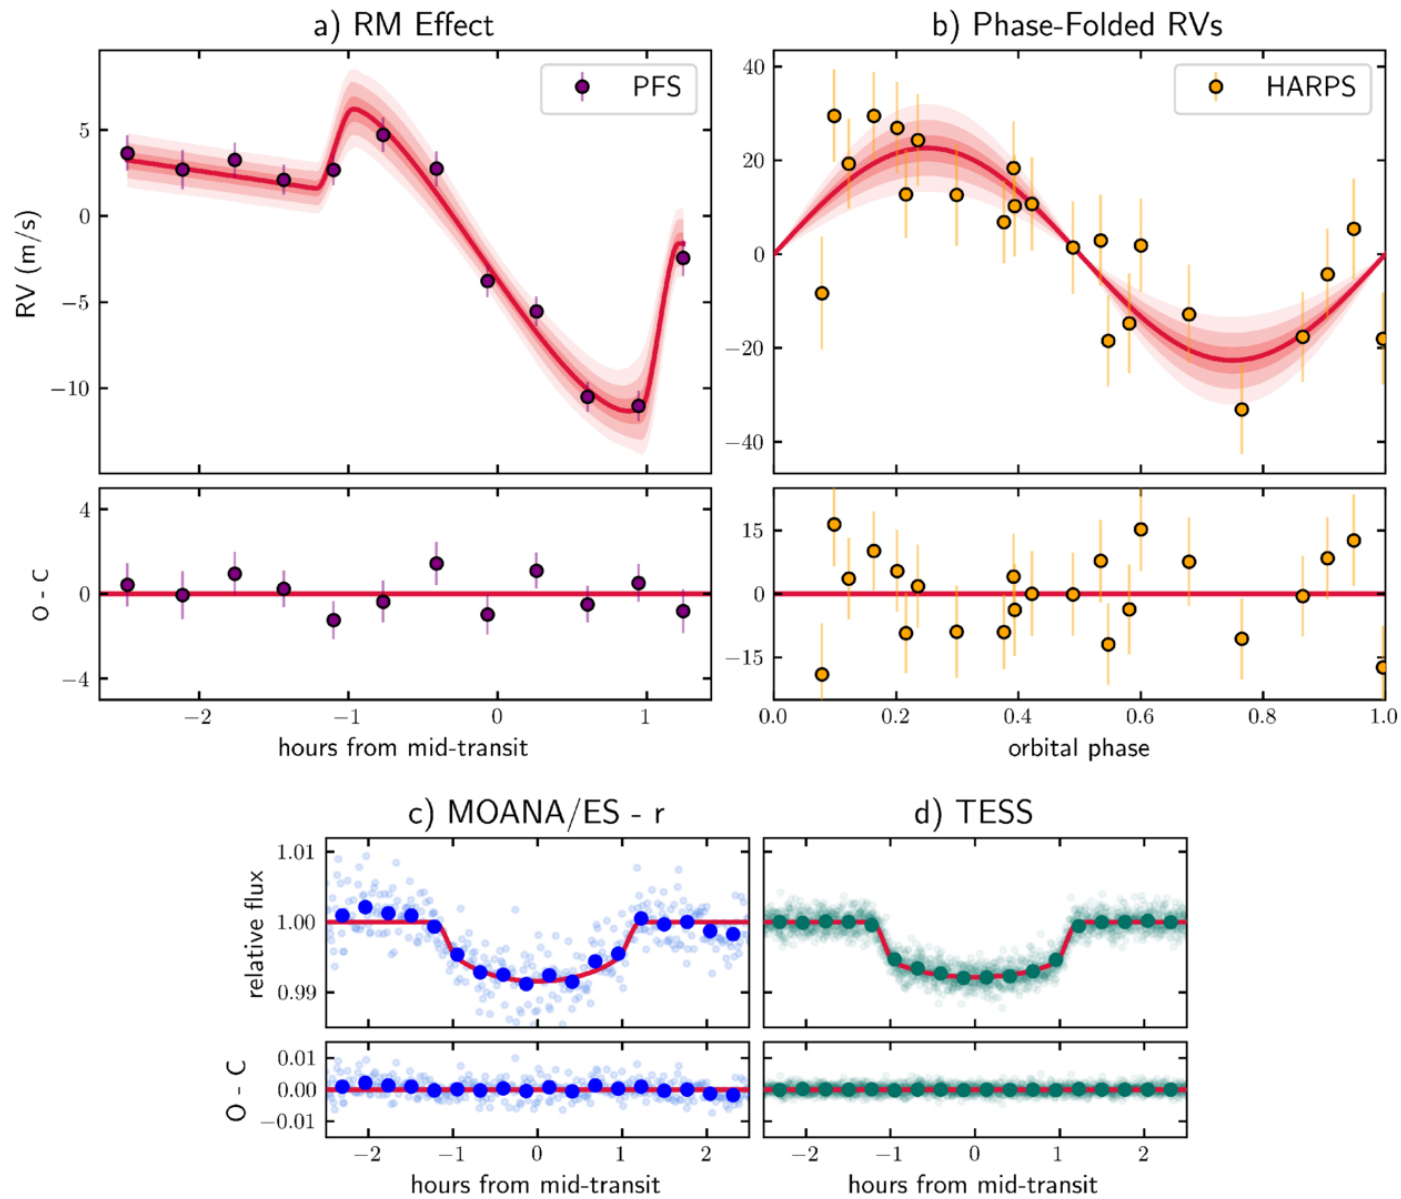 a) RM Effect
b) Phase-Folded RVs
PFS
HARPS
RV (m/s)
5
0
−5
−10
40
20
0
−20
−40
O - C
4
0
−4
15
0
−15
−2
−1
0
1
0.0
0.2
0.4
0.6
0.8
1.0
hours from mid-transit
orbital phase
c) MOANA/ES - r
d) TESS
relative flux
1.01
1.00
0.99
O - C
0.01
0.00
−0.01
−2
−1
0
1
2
−2
−1
0
1
2
hours from mid-transit
hours from mid-transit